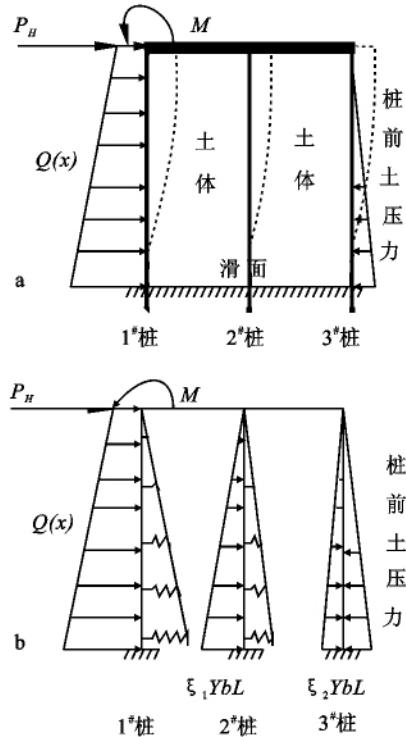 P_H
M
Q(x)
土体
土体
桩前土压力
滑面
a
1#桩
2#桩
3#桩
P_H
M
Q(x)
桩前土压力
b
ξ₁YbL
ξ₂YbL
1#桩
2#桩
3#桩